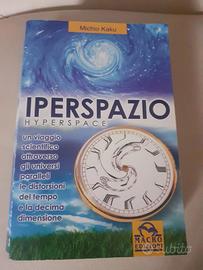 Michio Kaku
IPERSPAZIO
HYPERSPACE
un viaggio
scientifico
attraverso
gli universi
paralleli
le distorsioni
del tempo
e la decima
dimensione
MACRO
EDIZIONI
subito